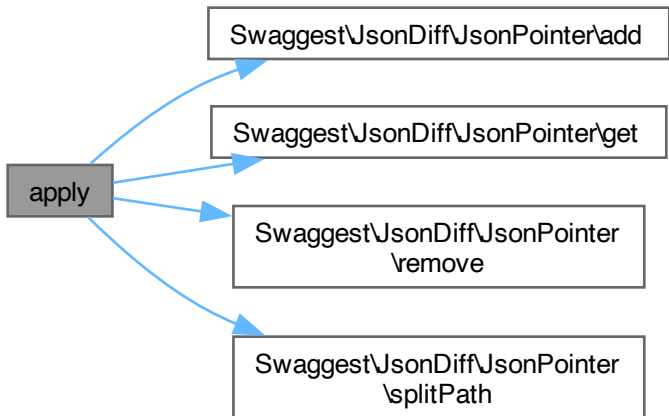 Swaggest\JsonDiff\JsonPointer\add
Swaggest\JsonDiff\JsonPointer\get
apply
Swaggest\JsonDiff\JsonPointer
\remove
Swaggest\JsonDiff\JsonPointer
\splitPath